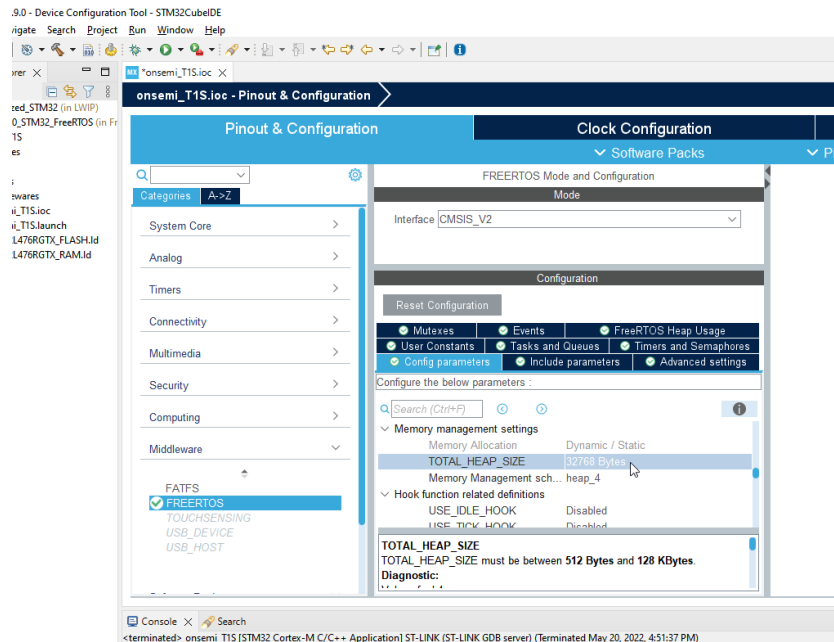 .9.0 - Device Configuration Tool - STM32CubeIDE
vigate Search Project Run Window Help
*onsemi_T1S.ioc
onsemi_T1S.ioc - Pinout & Configuration
zed_STM32 (in LWIP)
0_STM32_FreeRTOS (in Fr
i_T1S.ioc
i_T1S.launch
L476RGTX_FLASH.ld
L476RGTX_RAM.ld
Pinout & Configuration
Clock Configuration
Software Packs
Categories A->Z
System Core
Analog
Timers
Connectivity
Multimedia
Security
Computing
Middleware
FATFS
FREERTOS
TOUCHSENSING
USB_DEVICE
USB_HOST
FREERTOS Mode and Configuration
Mode
Interface CMSIS_V2
Configuration
Reset Configuration
Mutexes Events FreeRTOS Heap Usage
User Constants Tasks and Queues Timers and Semaphores
Config parameters Include parameters Advanced settings
Configure the below parameters :
Search (Ctrl+F)
Memory management settings
Memory Allocation Dynamic / Static
TOTAL_HEAP_SIZE 32768 Bytes
Memory Management sch... heap_4
Hook function related definitions
USE_IDLE_HOOK Disabled
USE_TICK_HOOK Disabled
TOTAL_HEAP_SIZE
TOTAL_HEAP_SIZE must be between 512 Bytes and 128 KBytes.
Diagnostic:
Console Search
<terminated> onsemi_T1S [STM32 Cortex-M C/C++ Application] ST-LINK (ST-LINK GDB server) (Terminated May 20, 2022, 4:51:37 PM)